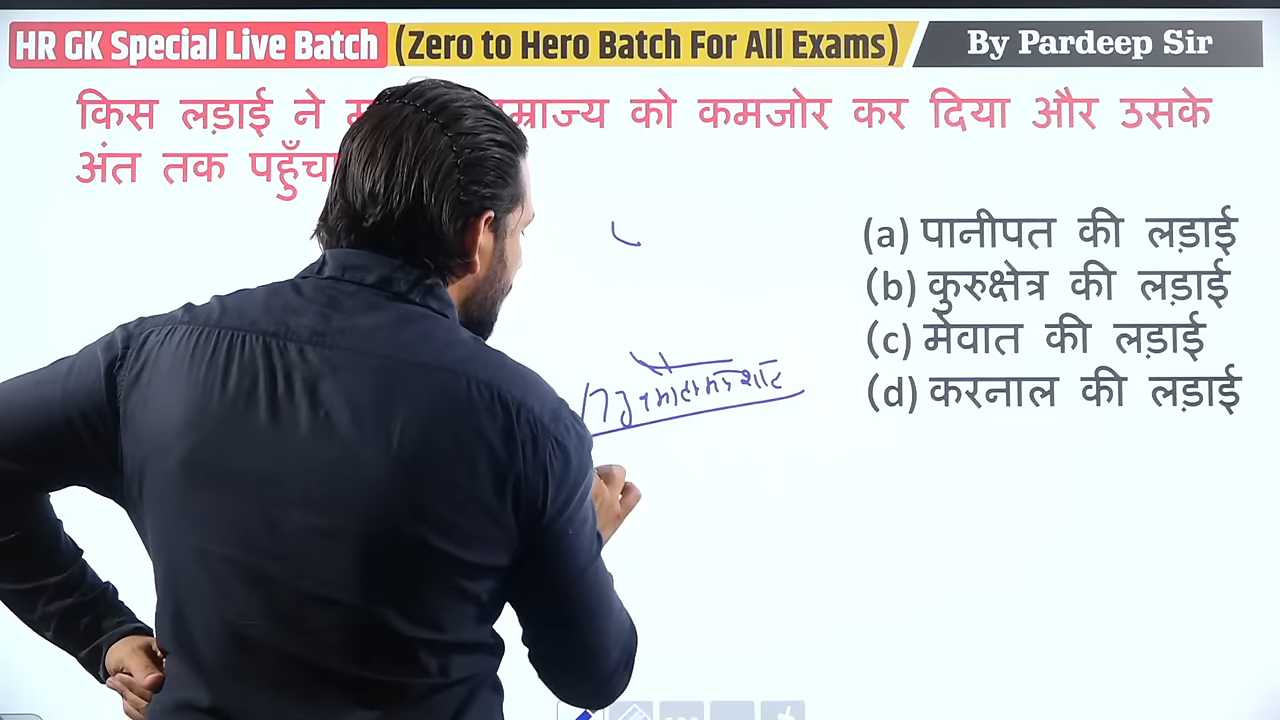 HR GK Special Live Batch (Zero to Hero Batch For All Exams) By Pardeep Sir
किस लड़ाई ने म्राज्य को कमजोर कर दिया और उसके
अंत तक पहुँचा
(a) पानीपत की लड़ाई
(b) कुरुक्षेत्र की लड़ाई
(c) मेवात की लड़ाई
(d) करनाल की लड़ाई